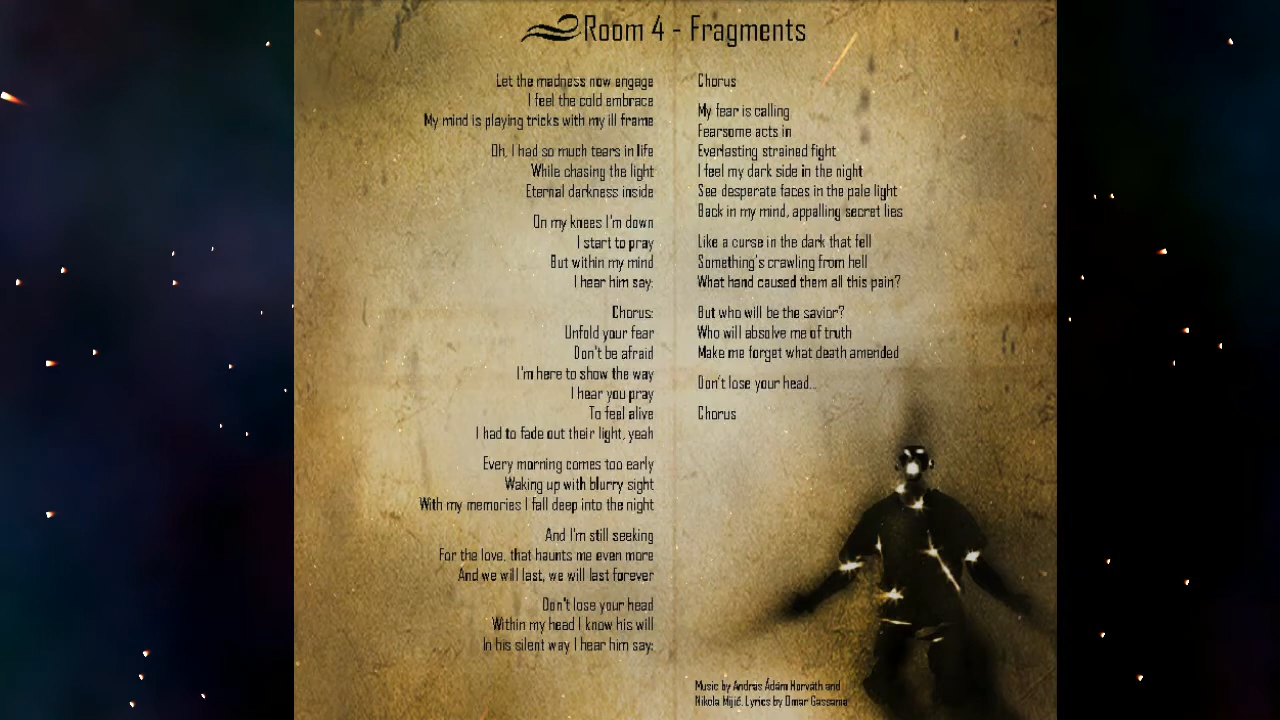 Room 4 - Fragments
Let the madness now engage
I feel the cold embrace
My mind is playing tricks with my ill frame
Oh, I had so much tears in life
While chasing the light
Eternal darkness inside
On my knees I'm down
I start to pray
But within my mind
I hear him say:
Chorus:
Unfold your fear
Don't be afraid
I'm here to show the way
I hear you pray
To feel alive
I had to fade out their light, yeah
Every morning comes too early
Waking up with blurry sight
With my memories I fall deep into the night
And I'm still seeking
For the love, that haunts me even more
And we will last, we will last forever
Don't lose your head
Within my head I know his will
In his silent way I hear him say:
Chorus
My fear is calling
Fearsome acts in
Everlasting strained fight
I feel my dark side in the night
See desperate faces in the pale light
Back in my mind, appalling secret lies
Like a curse in the dark that fell
Something's crawling from hell
What hand caused them all this pain?
But who will be the savior?
Who will absolve me of truth
Make me forget what death amended
Don't lose your head...
Chorus
Music by András Ádám Horváth and
Nikola Mijić. Lyrics by Omar Gassama